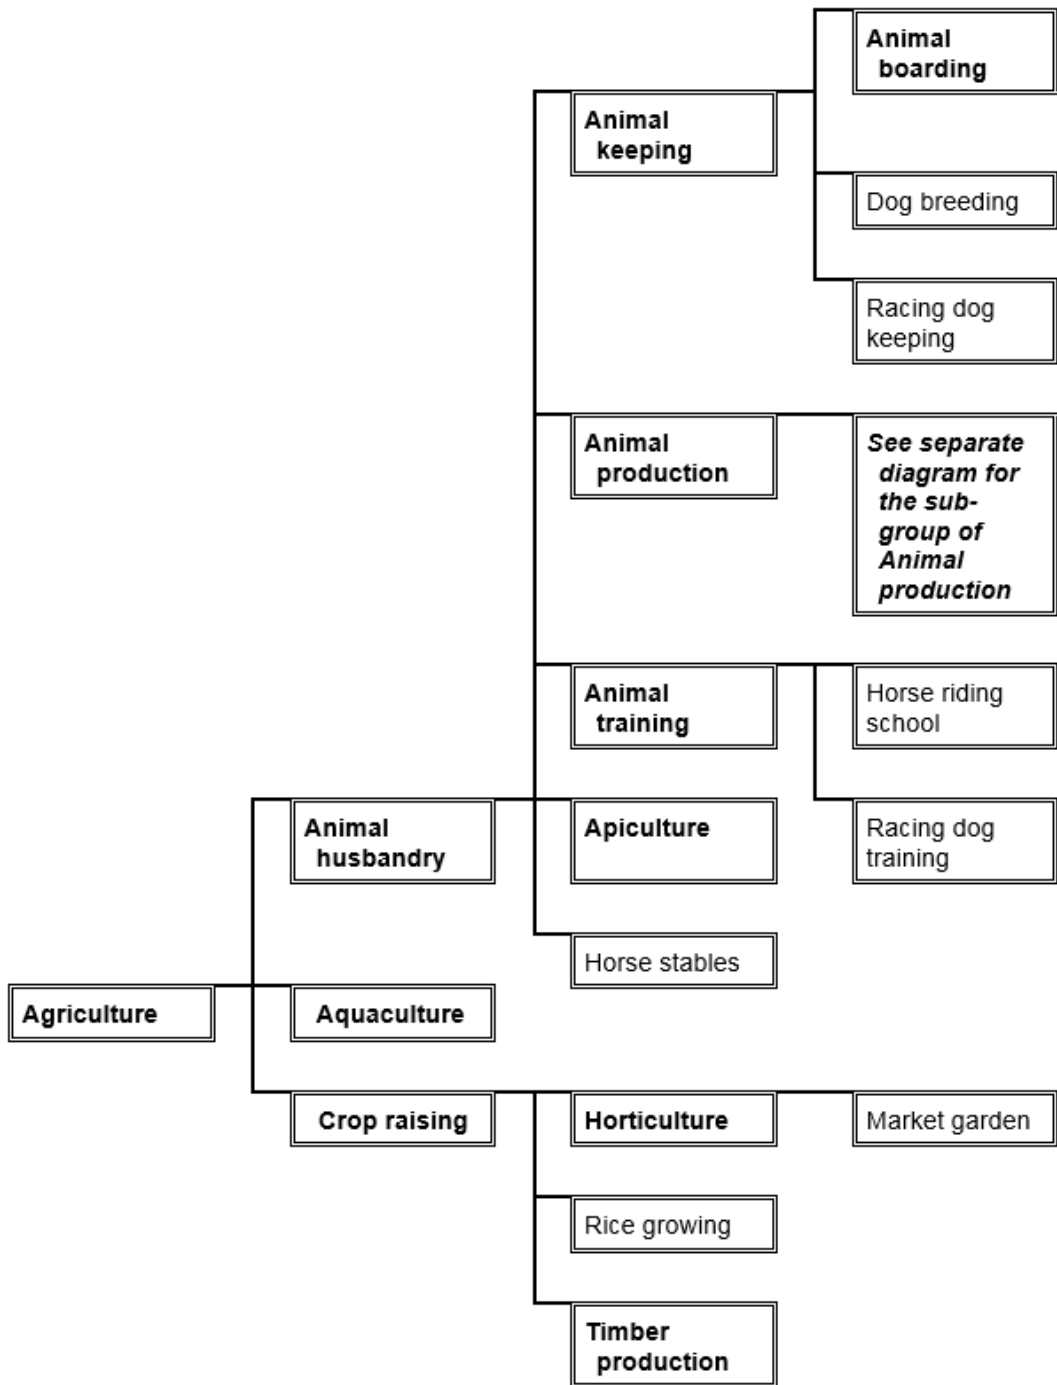 Animal
boarding
Animal
keeping
Dog breeding
Racing dog
keeping
Animal
production
See separate
diagram for
the sub-
group of
Animal
production
Animal
training
Horse riding
school
Animal
husbandry
Apiculture
Racing dog
training
Horse stables
Agriculture
Aquaculture
Crop raising
Horticulture
Market garden
Rice growing
Timber
production